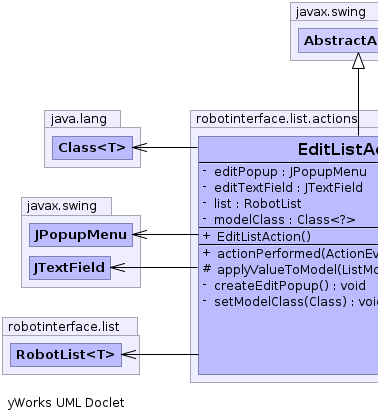 javax.swing
AbstractA
java.lang
Class<T>
robotinterface.list.actions
EditListA
- editPopup : JPopupMenu
- editTextField : JTextField
- list : RobotList
- modelClass : Class<?>
+ EditListAction()
+ actionPerformed(ActionEv
# applyValueToModel(ListMo
- createEditPopup() : void
- setModelClass(Class) : voi
javax.swing
JPopupMenu
JTextField
robotinterface.list
RobotList<T>
yWorks UML Doclet